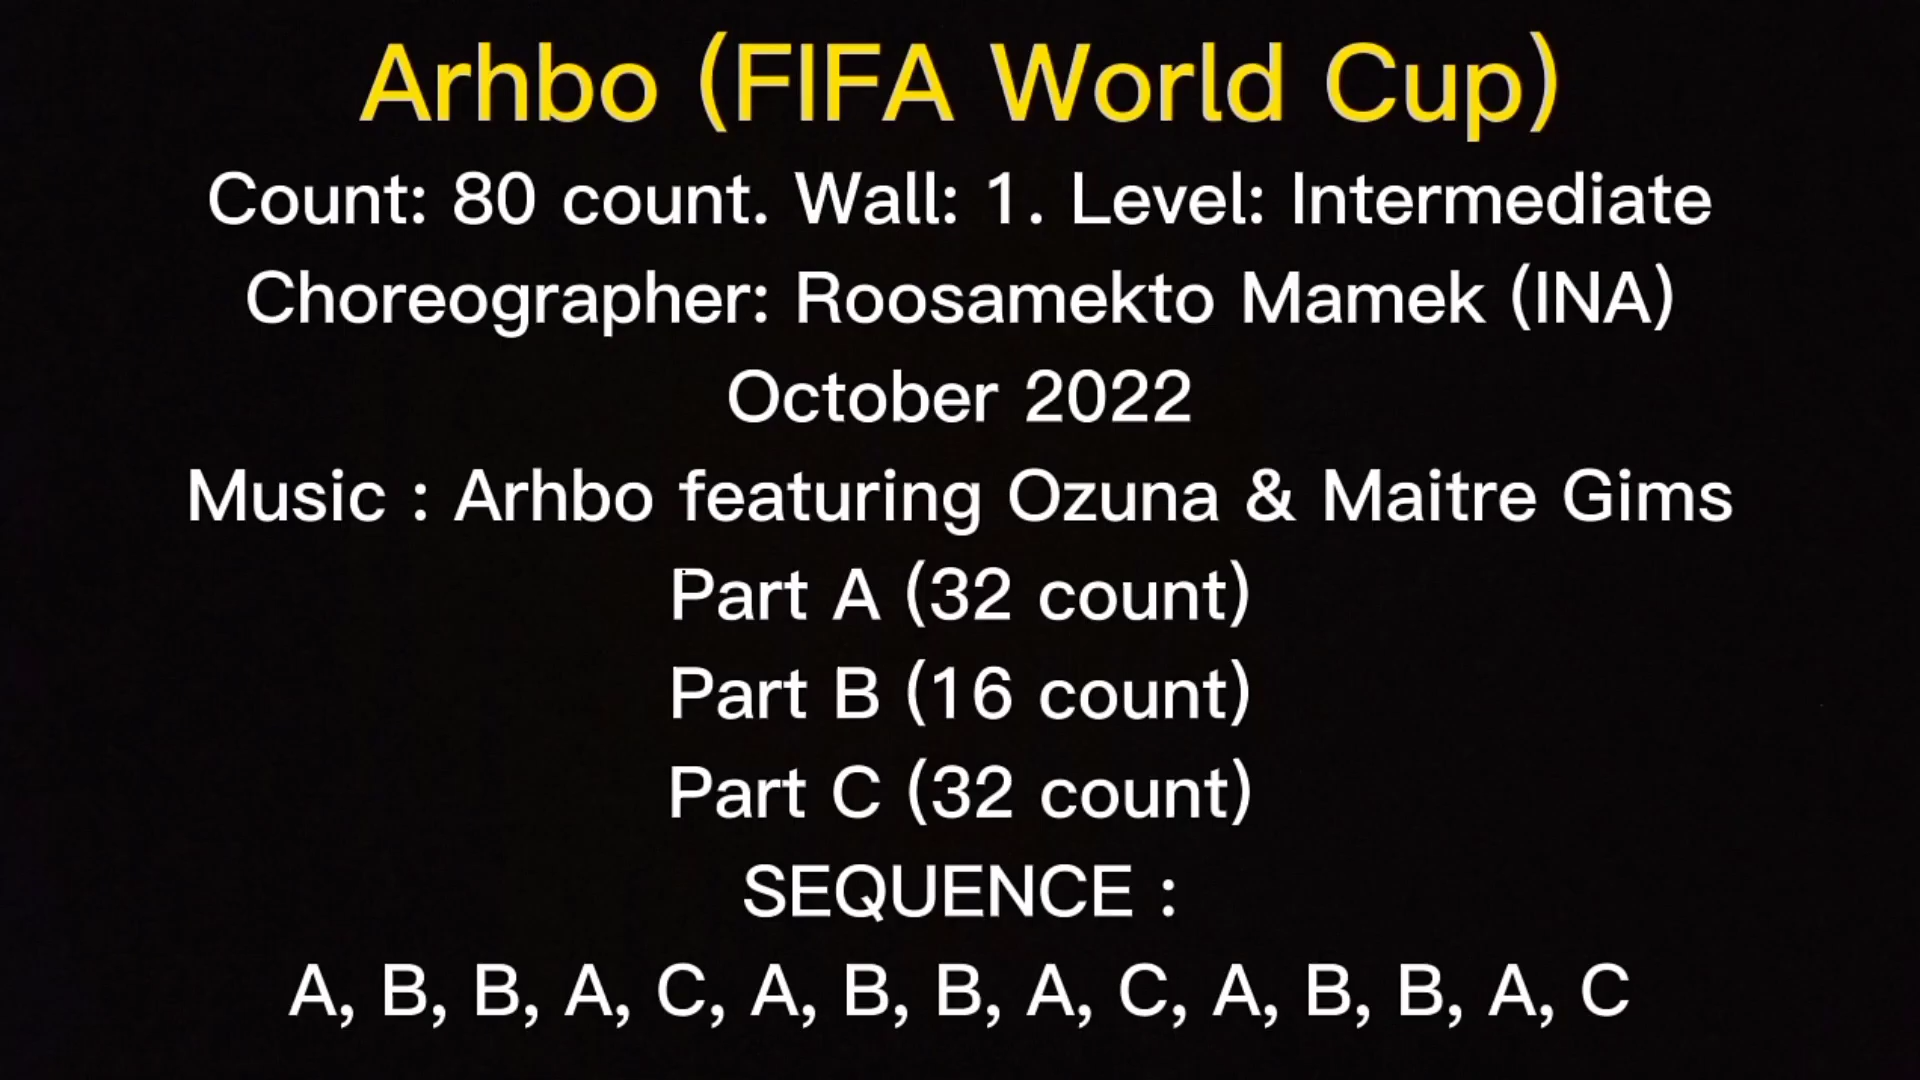 Arhbo (FIFA World Cup)
Count: 80 count. Wall: 1. Level: Intermediate
Choreographer: Roosamekto Mamek (INA)
October 2022
Music : Arhbo featuring Ozuna & Maitre Gims
Part A (32 count)
Part B (16 count)
Part C (32 count)
SEQUENCE :
A, B, B, A, C, A, B, B, A, C, A, B, B, A, C